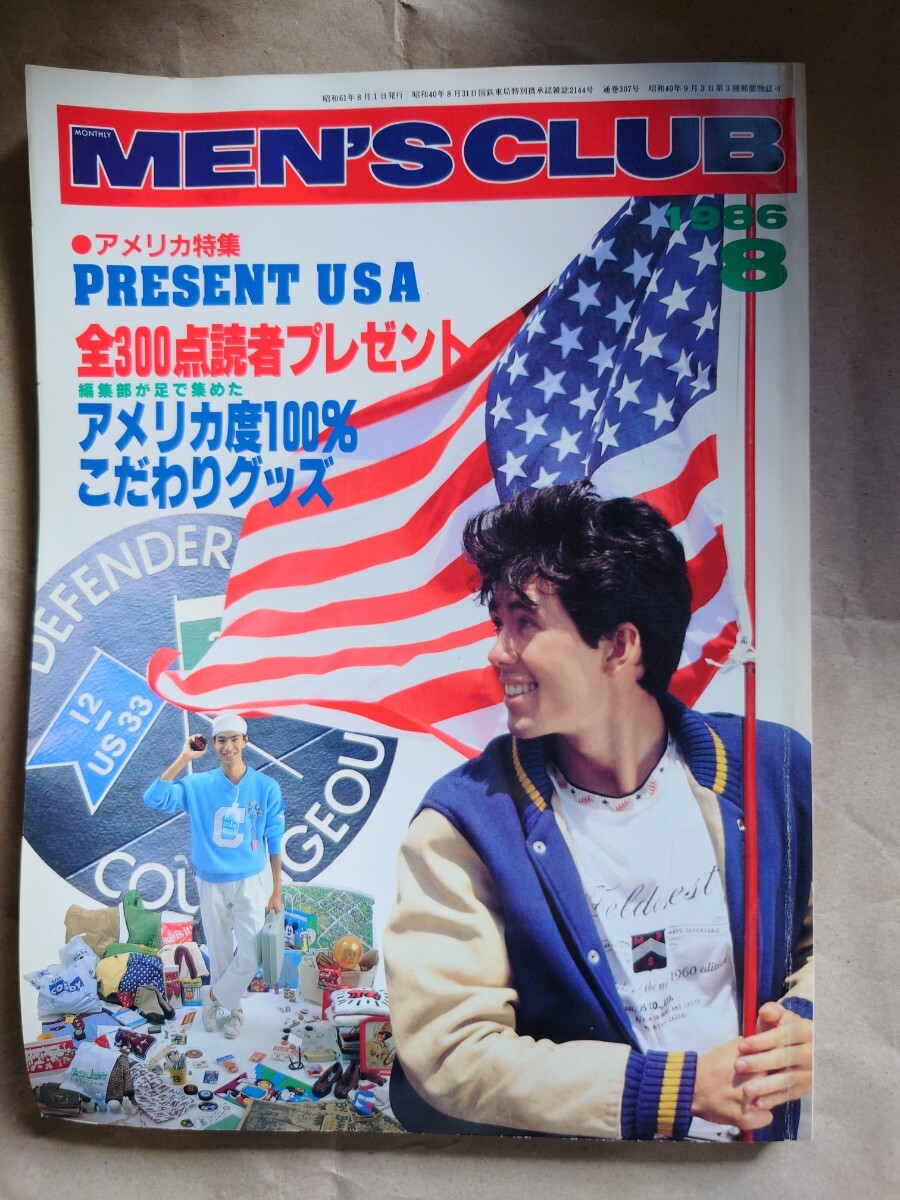 昭和61年8月1日発行 昭和40年8月31日国鉄東局特別扱承認雑誌2144号 通巻307号 昭和40年9月3日第3種郵便物認可
MONTHLY
MEN'S CLUB
1986
8
●アメリカ特集
PRESENT USA
全300点読者プレゼント
編集部が足で集めた
アメリカ度100%
こだわりグッズ
DEFENDER
12
US 33
C
COU GEOU
1960 edition